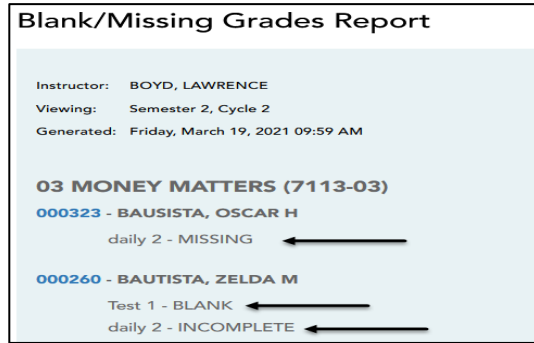 Blank/Missing Grades Report
Instructor: BOYD, LAWRENCE
Viewing: Semester 2, Cycle 2
Generated: Friday, March 19, 2021 09:59 AM
03 MONEY MATTERS (7113-03)
000323 - BAUSISTA, OSCAR H
daily 2 - MISSING
000260 - BAUTISTA, ZELDA M
Test 1 - BLANK
daily 2 - INCOMPLETE